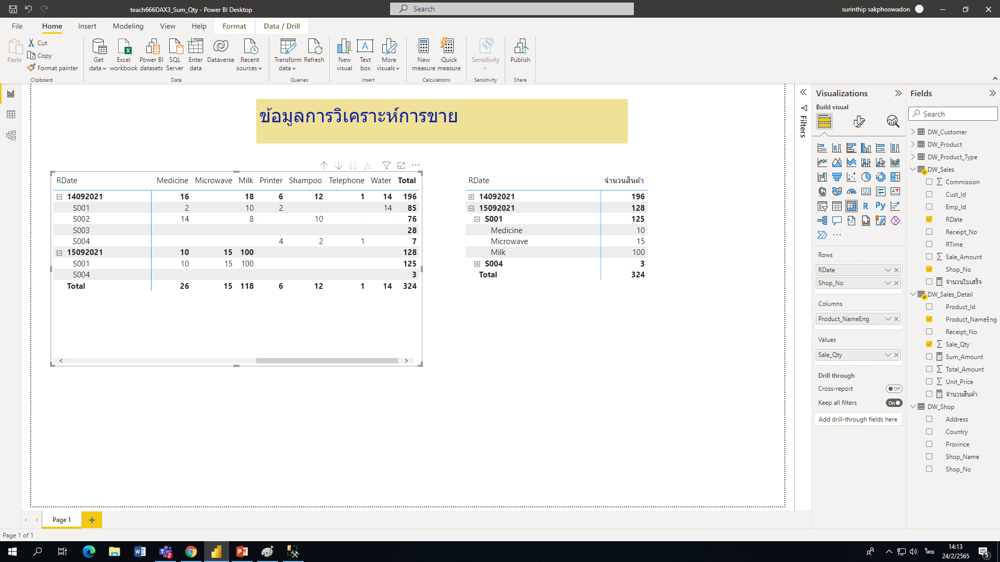 teach666DAX3_Sum_Qty - Power BI Desktop
Search
surinthip sakphoowadon
File Home Insert Modeling View Help Format Data / Drill
Paste
Cut
Copy
Format painter
Clipboard
Get data
Excel workbook
Power BI datasets
SQL Server
Enter data
Dataverse
Recent sources
Data
Transform data
Refresh
Queries
New visual
A
Text box
More visuals
Insert
New measure
Quick measure
Calculations
Sensitivity
Sensitivity
Publish
Share
ข้อมูลการวิเคราะห์การขาย
RDate Medicine Microwave Milk Printer Shampoo Telephone Water Total
14092021 16 18 6 12 1 14 196
S001 2 10 2 14 85
S002 14 8 10 76
S003 28
S004 4 2 1 7
15092021 10 15 100 128
S001 10 15 100 125
S004 3
Total 26 15 118 6 12 1 14 324
RDate จำนวนสินค้า
14092021 196
15092021 128
S001 125
Medicine 10
Microwave 15
Milk 100
S004 3
Total 324
Filters
Visualizations
Build visual
123
R
Py
Rows
RDate
Shop_No
Columns
Product_NameEng
Values
Sale_Qty
Drill through
Cross-report Off
Keep all filters On
Add drill-through fields here
Fields
Search
DW_Customer
DW_Product
DW_Product_Type
DW_Sales
Commission
Cust_Id
Emp_Id
RDate
Receipt_No
RTime
Sale_Amount
Shop_No
จำนวนใบเสร็จ
DW_Sales_Detail
Product_Id
Product_NameEng
Receipt_No
Sale_Qty
Sum_Amount
Total_Amount
Unit_Price
จำนวนสินค้า
DW_Shop
Address
Country
Province
Shop_Name
Shop_No
Page 1
Page 1 of 1
2
ไทย
14:13
24/2/2565
5